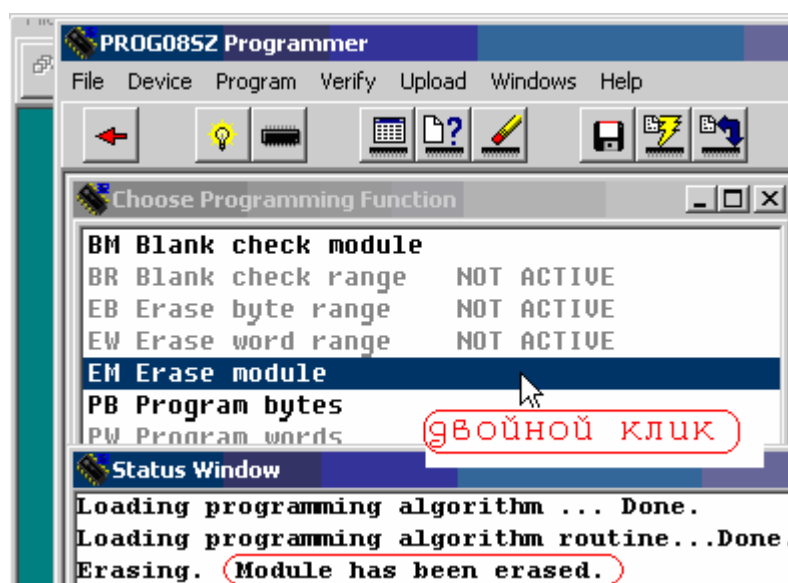 PROG08SZ Programmer
File Device Program Verify Upload Windows Help
Choose Programming Function
BM Blank check module
BR Blank check range NOT ACTIVE
EB Erase byte range NOT ACTIVE
EW Erase word range NOT ACTIVE
EM Erase module
PB Program bytes
PW Program words
двойной клик
Status Window
Loading programming algorithm ... Done.
Loading programming algorithm routine...Done.
Erasing. Module has been erased.